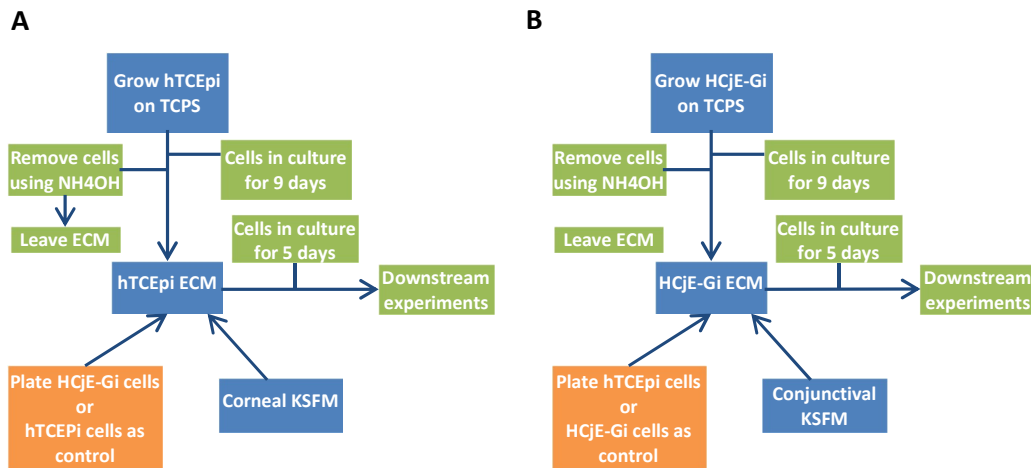 A
Grow hTCEpi
on TCPS
Remove cells
using NH4OH
Cells in culture
for 9 days
Leave ECM
Cells in culture
for 5 days
hTCEpi ECM
Downstream
experiments
Plate HCjE-Gi cells
or
hTCEPi cells as
control
Corneal KSFM
B
Grow HCjE-Gi
on TCPS
Remove cells
using NH4OH
Cells in culture
for 9 days
Leave ECM
Cells in culture
for 5 days
HCjE-Gi ECM
Downstream
experiments
Plate hTCEpi cells
or
HCjE-Gi cells as
control
Conjunctival
KSFM